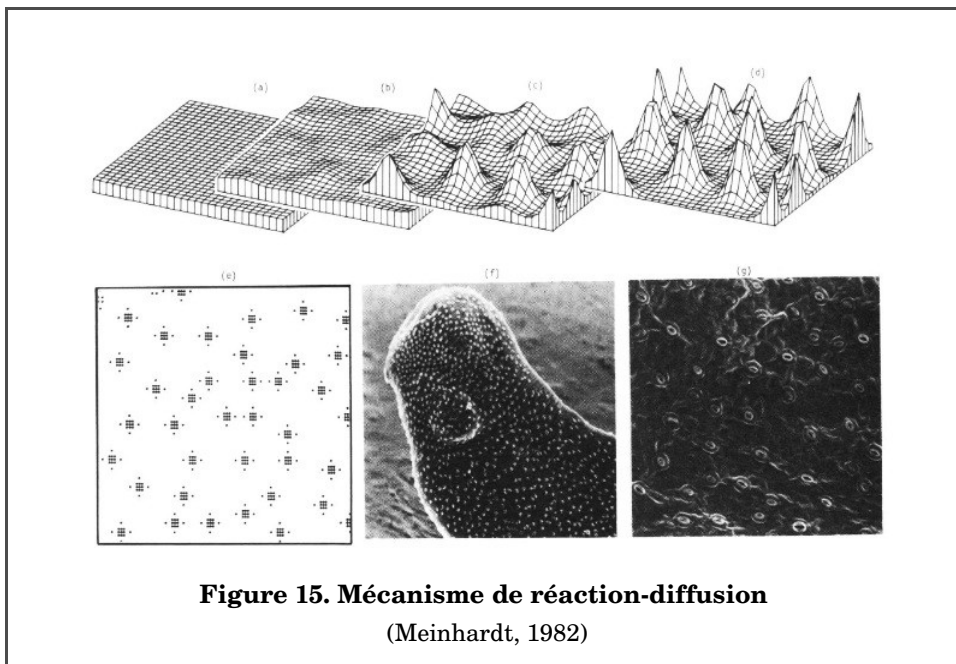 (a)
(b)
(c)
(d)
(e)
(f)
(g)
Figure 15. Mécanisme de réaction-diffusion
(Meinhardt, 1982)